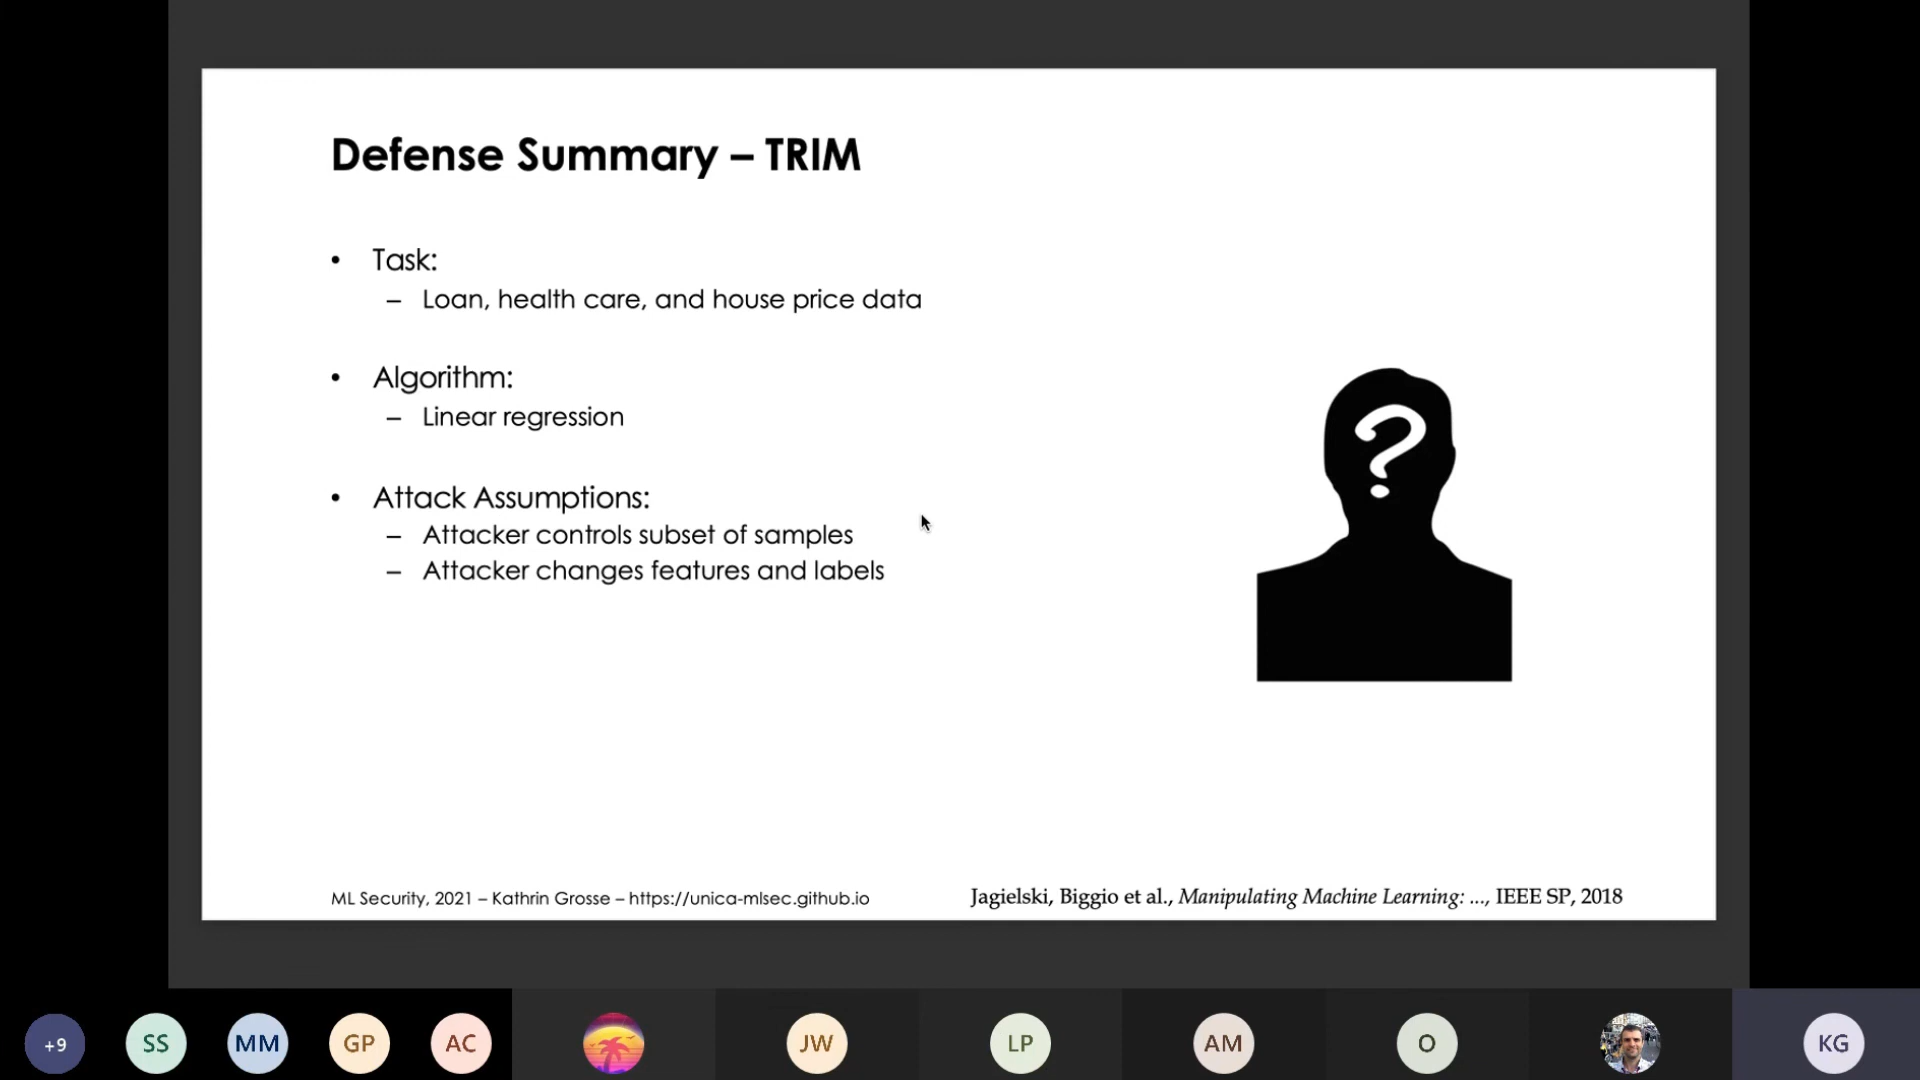 Defense Summary – TRIM
• Task:
– Loan, health care, and house price data
• Algorithm:
– Linear regression
• Attack Assumptions:
– Attacker controls subset of samples
– Attacker changes features and labels
?
ML Security, 2021 – Kathrin Grosse – https://unica-mlsec.github.io
Jagielski, Biggio et al., Manipulating Machine Learning: ..., IEEE SP, 2018
+9 SS MM GP AC JW LP AM O KG